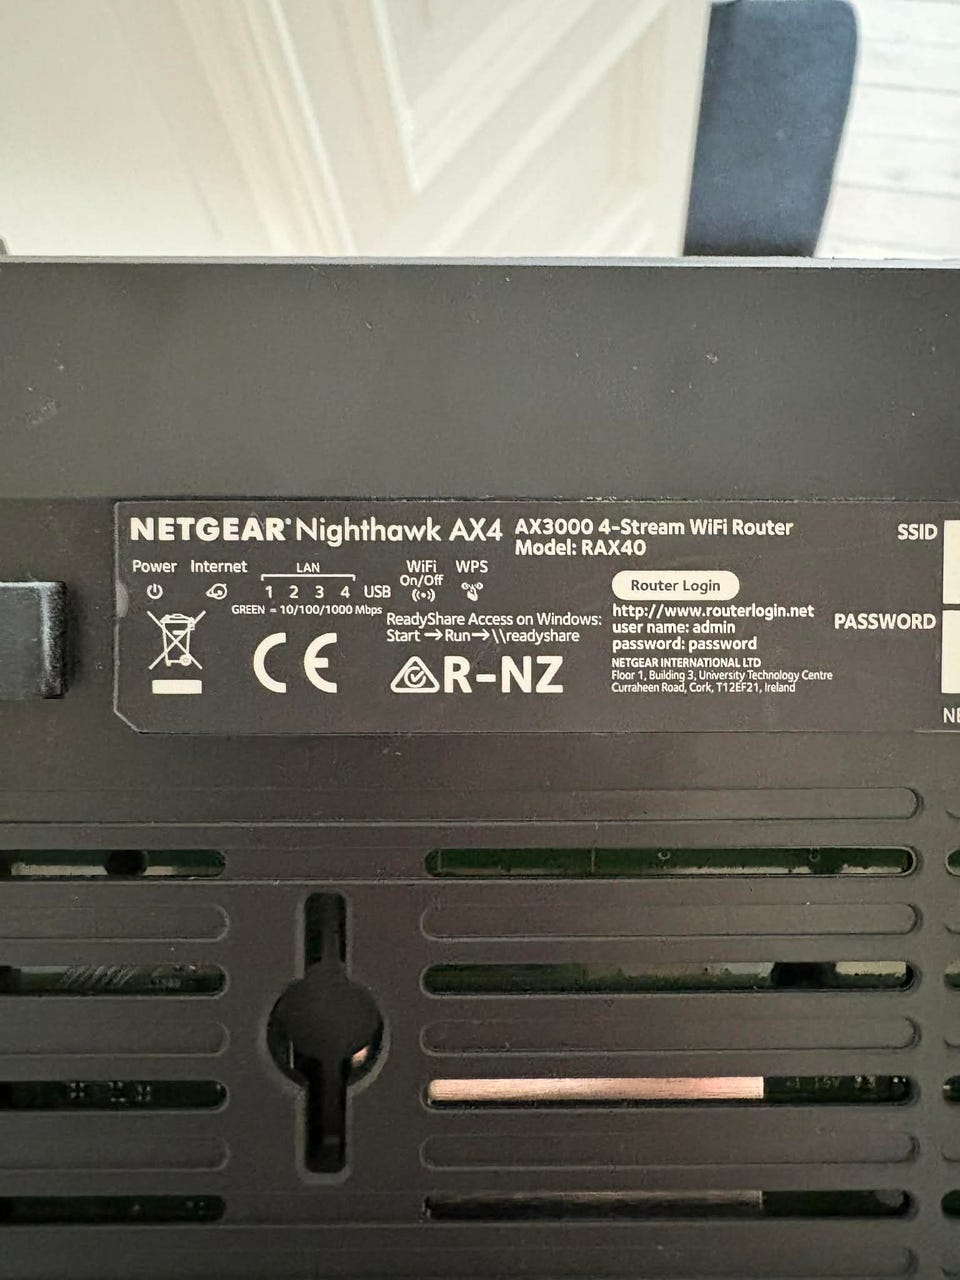 NETGEAR® Nighthawk AX4 AX3000 4-Stream WiFi Router
Model: RAX40
SSID
Power Internet LAN WiFi WPS
On/Off
1 2 3 4 USB
GREEN = 10/100/1000 Mbps
ReadyShare Access on Windows:
Start →Run→\\readyshare
CE
R-NZ
Router Login
http://www.routerlogin.net
user name: admin
password: password
NETGEAR INTERNATIONAL LTD
Floor 1, Building 3, University Technology Centre
Curraheen Road, Cork, T12EF21, Ireland
PASSWORD
NE